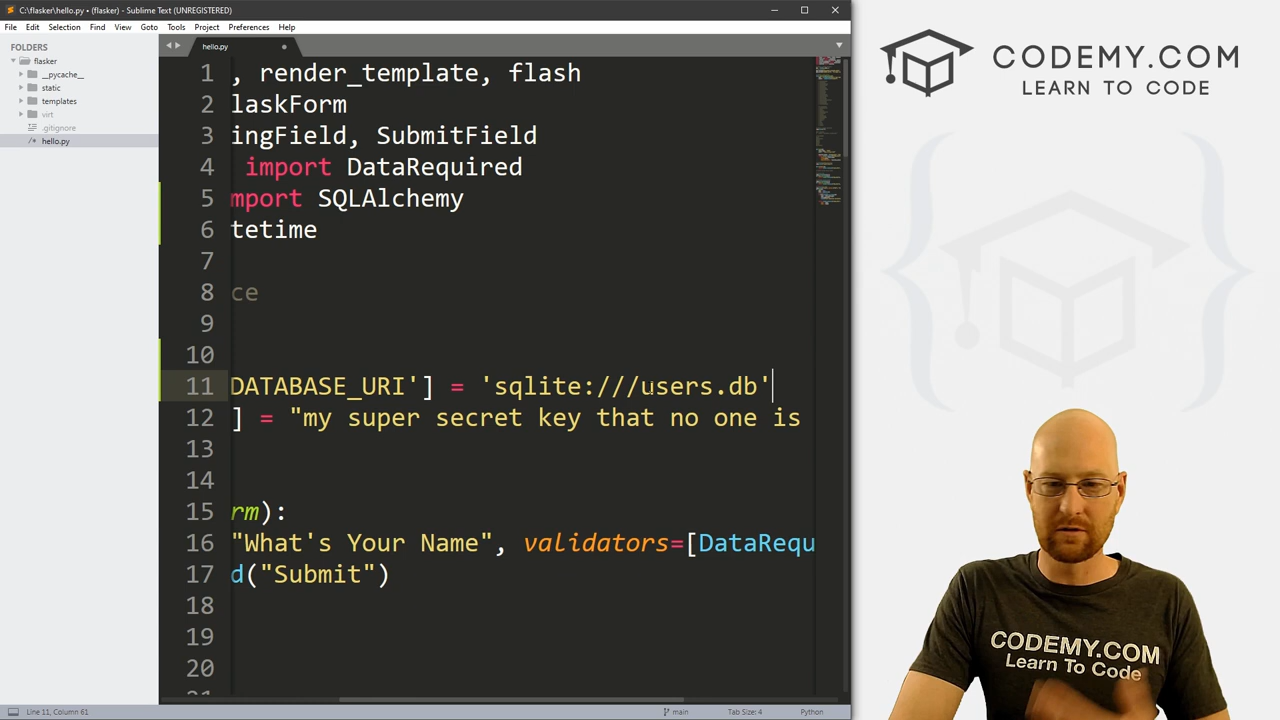 C:\flasker\hello.py • (flasker) - Sublime Text (UNREGISTERED)
File Edit Selection Find View Goto Tools Project Preferences Help
FOLDERS
flasker
__pycache__
static
templates
virt
.gitignore
hello.py
hello.py
1 , render_template, flash
2 laskForm
3 ingField, SubmitField
4 import DataRequired
5 mport SQLAlchemy
6 tetime
7
8 ce
9
10
11 DATABASE_URI'] = 'sqlite:///users.db'
12 ] = "my super secret key that no one is
13
14
15 rm):
16 "What's Your Name", validators=[DataRequ
17 d("Submit")
18
19
20
21
Line 11, Column 61
main
Tab Size: 4
Python
CODEMY.COM
LEARN TO CODE
CODEMY.COM
Learn To Code